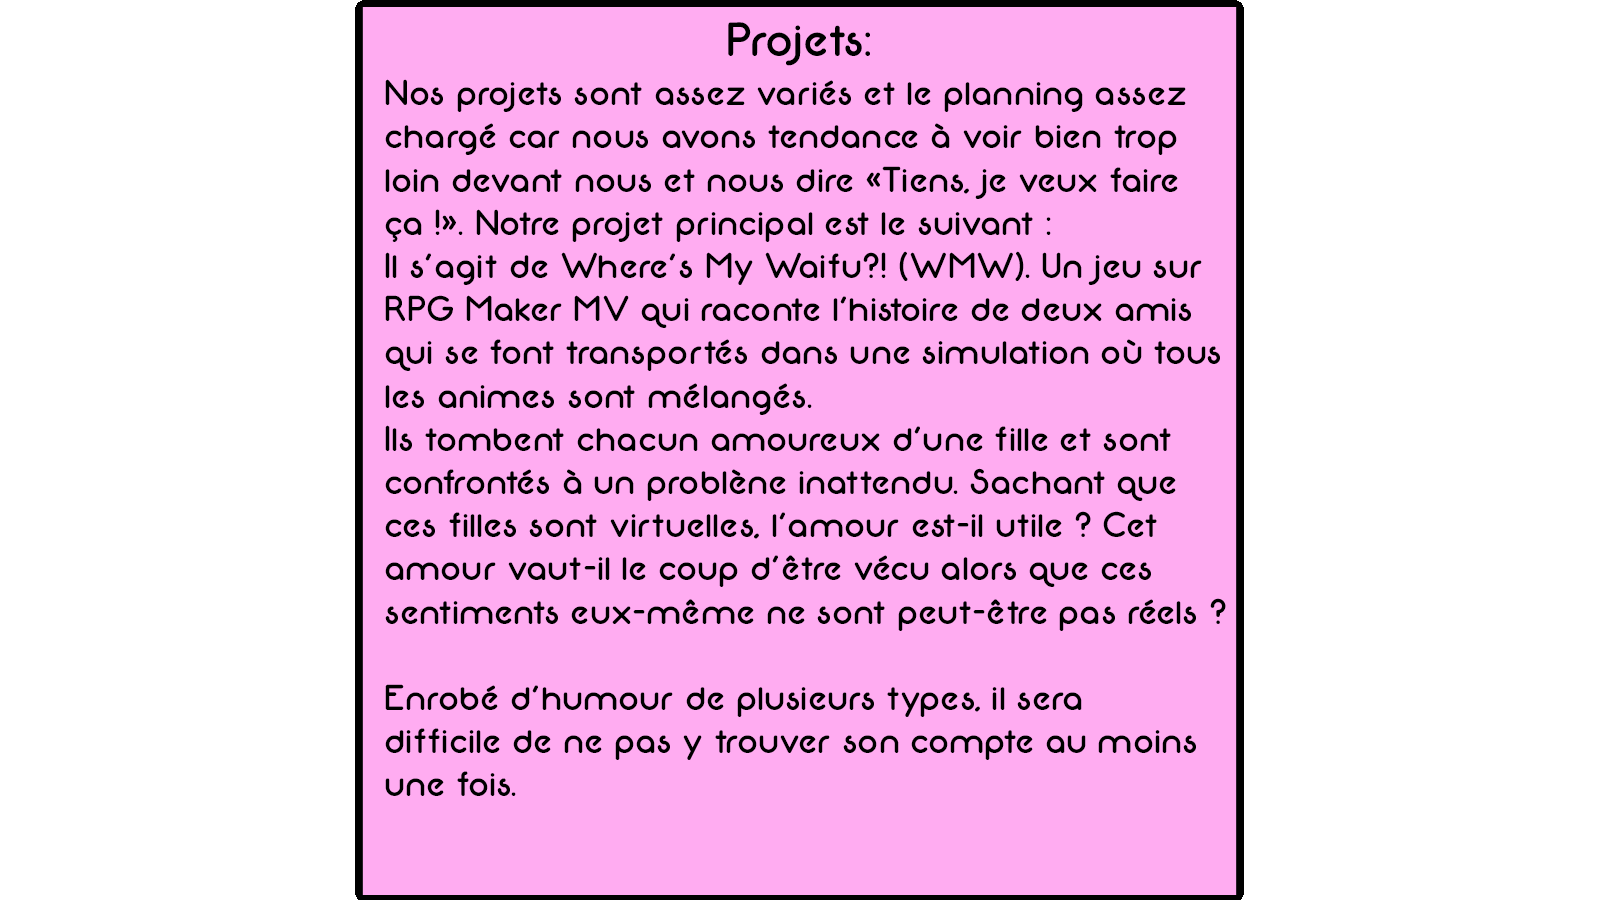 Projets:
Nos projets sont assez variés et le planning assez
chargé car nous avons tendance à voir bien trop
loin devant nous et nous dire «Tiens, je veux faire
ça !». Notre projet principal est le suivant :
Il s'agit de Where's My Waifu?! (WMW). Un jeu sur
RPG Maker MV qui raconte l'histoire de deux amis
qui se font transportés dans une simulation où tous
les animes sont mélangés.
Ils tombent chacun amoureux d'une fille et sont
confrontés à un problène inattendu. Sachant que
ces filles sont virtuelles, l'amour est-il utile ? Cet
amour vaut-il le coup d'être vécu alors que ces
sentiments eux-même ne sont peut-être pas réels ?
Enrobé d'humour de plusieurs types, il sera
difficile de ne pas y trouver son compte au moins
une fois.